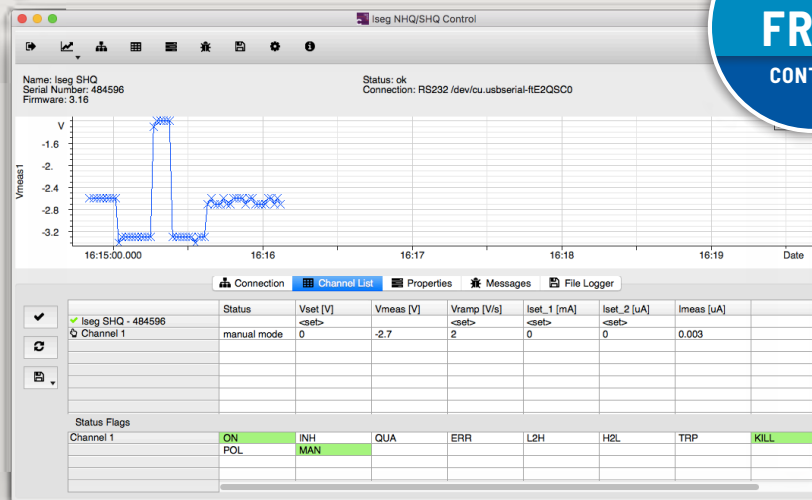 Iseg NHQ/SHQ Control
FR
CONT
Name: Iseg SHQ
Serial Number: 484596
Firmware: 3.16
Status: ok
Connection: RS232 /dev/cu.usbserial-ftE2QSC0
V
-1.6
-2.
-2.4
-2.8
-3.2
Vmeas1
16:15:00.000 16:16 16:17 16:18 16:19 Date
Connection Channel List Properties Messages File Logger
Status Vset [V] Vmeas [V] Vramp [V/s] Iset_1 [mA] Iset_2 [uA] Imeas [uA]
Iseg SHQ - 484596 <set> <set> <set> <set>
Channel 1 manual mode 0 -2.7 2 0 0 0.003
Status Flags
Channel 1 ON INH QUA ERR L2H H2L TRP KILL
POL MAN